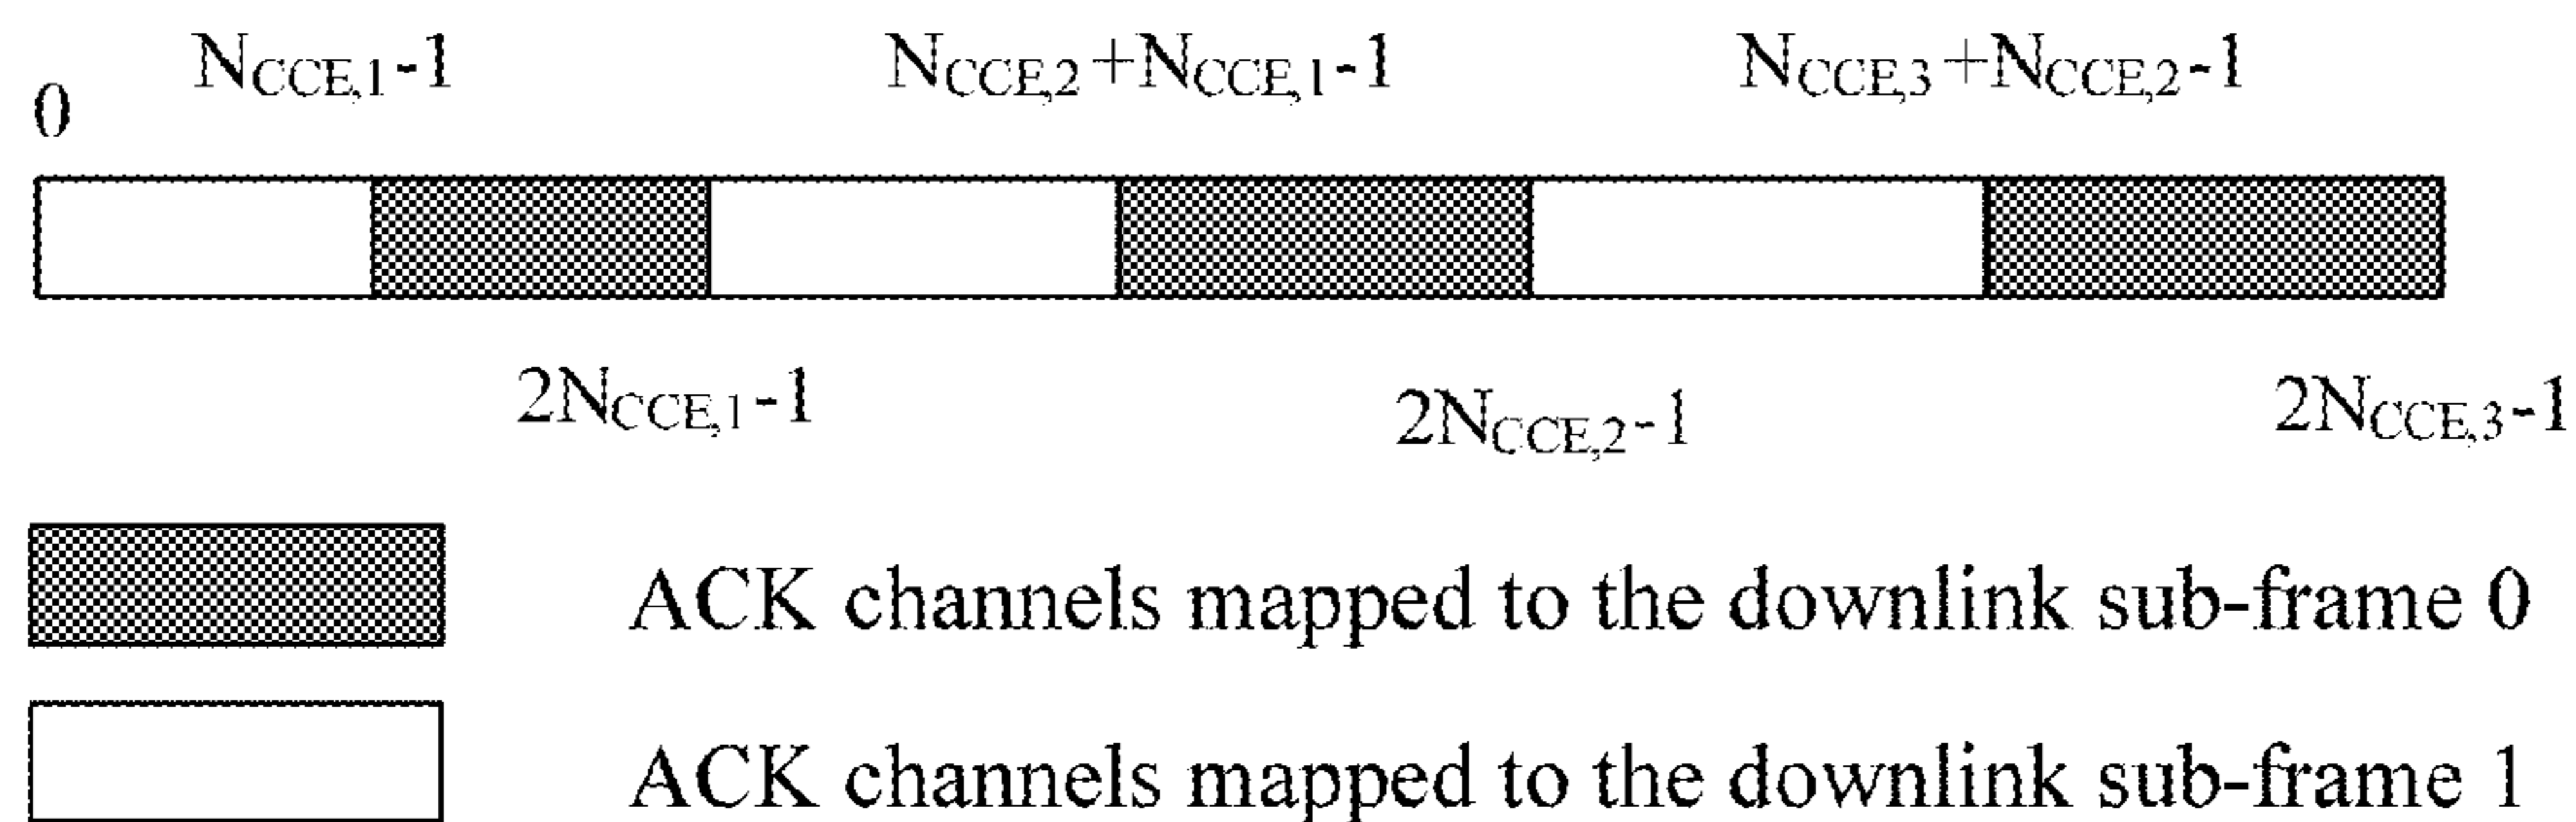 0 N_CCE,1-1 N_CCE,2+N_CCE,1-1 N_CCE,3+N_CCE,2-1
2N_CCE,1-1 2N_CCE,2-1 2N_CCE,3-1
ACK channels mapped to the downlink sub-frame 0
ACK channels mapped to the downlink sub-frame 1